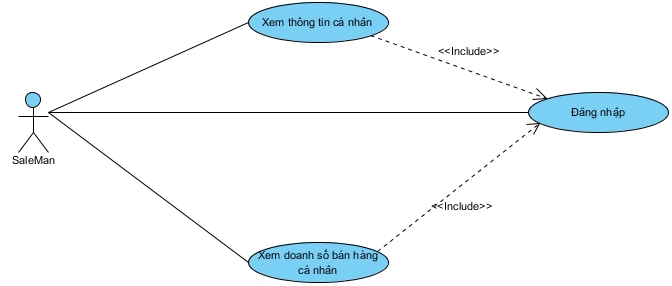 Xem thông tin cá nhân
<<Include>>
Đăng nhập
SaleMan
<<Include>>
Xem doanh số bán hàng
cá nhân